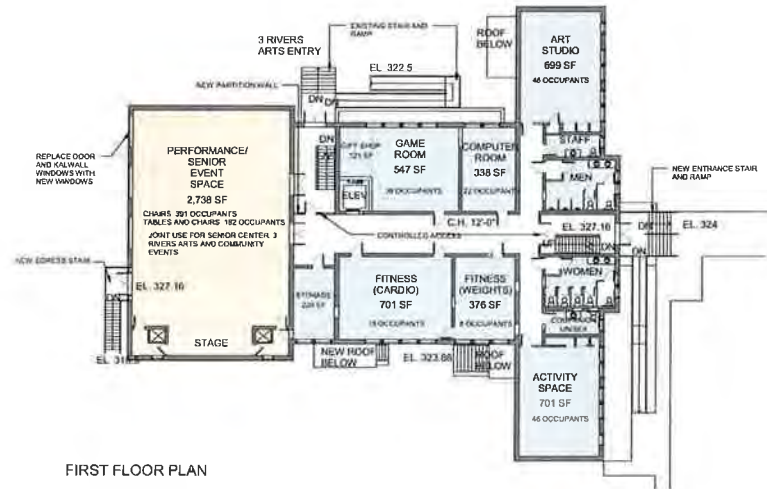 3 RIVERS
ARTS ENTRY
EXISTING STAIR AND
RAMP
ROOF
BELOW
EL. 322.5
NEW PARTITION WALL
DN
DN
ART
STUDIO
699 SF
46 OCCUPANTS
REPLACE DOOR
AND KALWALL
WINDOWS WITH
NEW WINDOWS
PERFORMANCE/
SENIOR
EVENT
SPACE
2,738 SF
CHAIRS 391 OCCUPANTS
TABLES AND CHAIRS 182 OCCUPANTS
JOINT USE FOR SENIOR CENTER, 3
RIVERS ARTS AND COMMUNITY
EVENTS
DN
GIFT SHOP
121 SF
ELEV
GAME
ROOM
547 SF
COMPUTER
ROOM
338 SF
22 OCCUPANTS
STAFF
MEN
NEW ENTRANCE STAIR
AND RAMP
C.H. 12'-0"
CONTROLLED ACCESS
EL. 327.16
UP
DN
DN
DN
EL. 324
NEW EGRESS STAIR
EL. 327.16
STORAGE
FITNESS
(CARDIO)
701 SF
FITNESS
(WEIGHTS)
376 SF
8 OCCUPANTS
WOMEN
UNISEX
STAGE
NEW ROOF
BELOW
EL. 323.88
ROOF
BELOW
ACTIVITY
SPACE
701 SF
46 OCCUPANTS
FIRST FLOOR PLAN